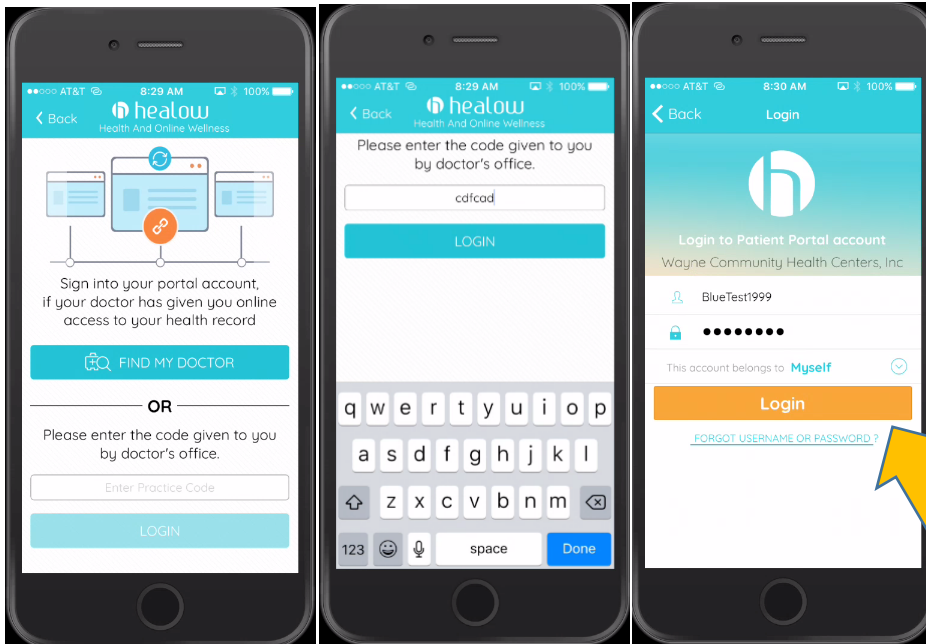 AT&T 8:29 AM 100%
Back healow
Health And Online Wellness
Sign into your portal account,
if your doctor has given you online
access to your health record
FIND MY DOCTOR
OR
Please enter the code given to you
by doctor's office.
Enter Practice Code
LOGIN
AT&T 8:29 AM 100%
Back healow
Health And Online Wellness
Please enter the code given to you
by doctor's office.
cdfcad
LOGIN
q w e r t y u i o p
a s d f g h j k l
z x c v b n m
123 space Done
AT&T 8:30 AM 100%
Back Login
h
Login to Patient Portal account
Wayne Community Health Centers, Inc
BlueTest1999
This account belongs to Myself
Login
FORGOT USERNAME OR PASSWORD ?